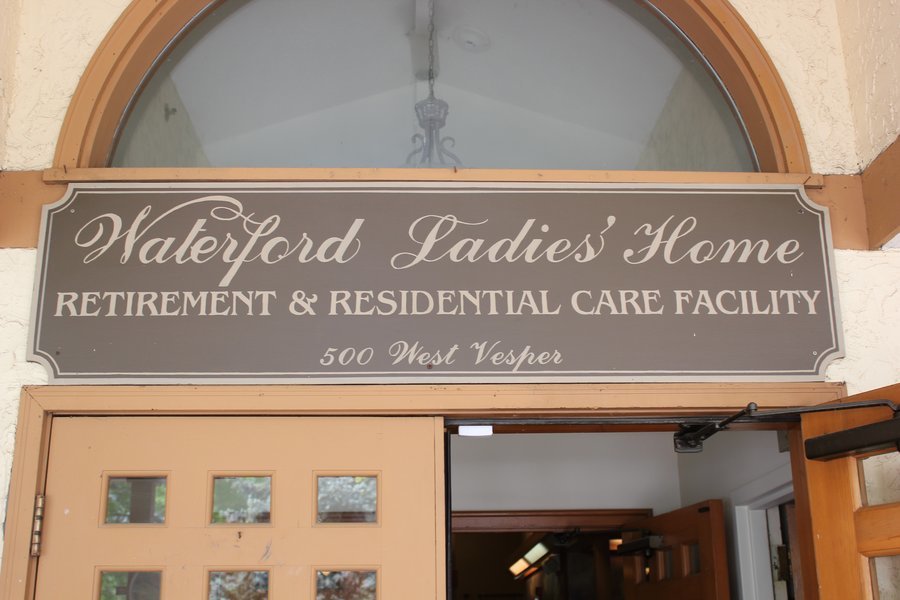 Waterford Ladies' Home
RETIREMENT & RESIDENTIAL CARE FACILITY
500 West Vesper